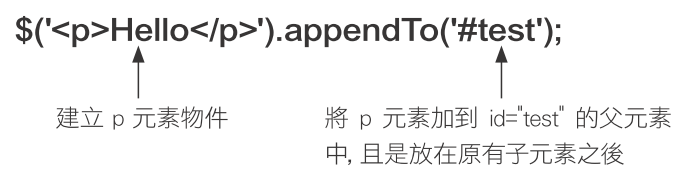 $('<p>Hello</p>').appendTo('#test');
建立 p 元素物件
將 p 元素加到 id="test" 的父元素
中, 且是放在原有子元素之後